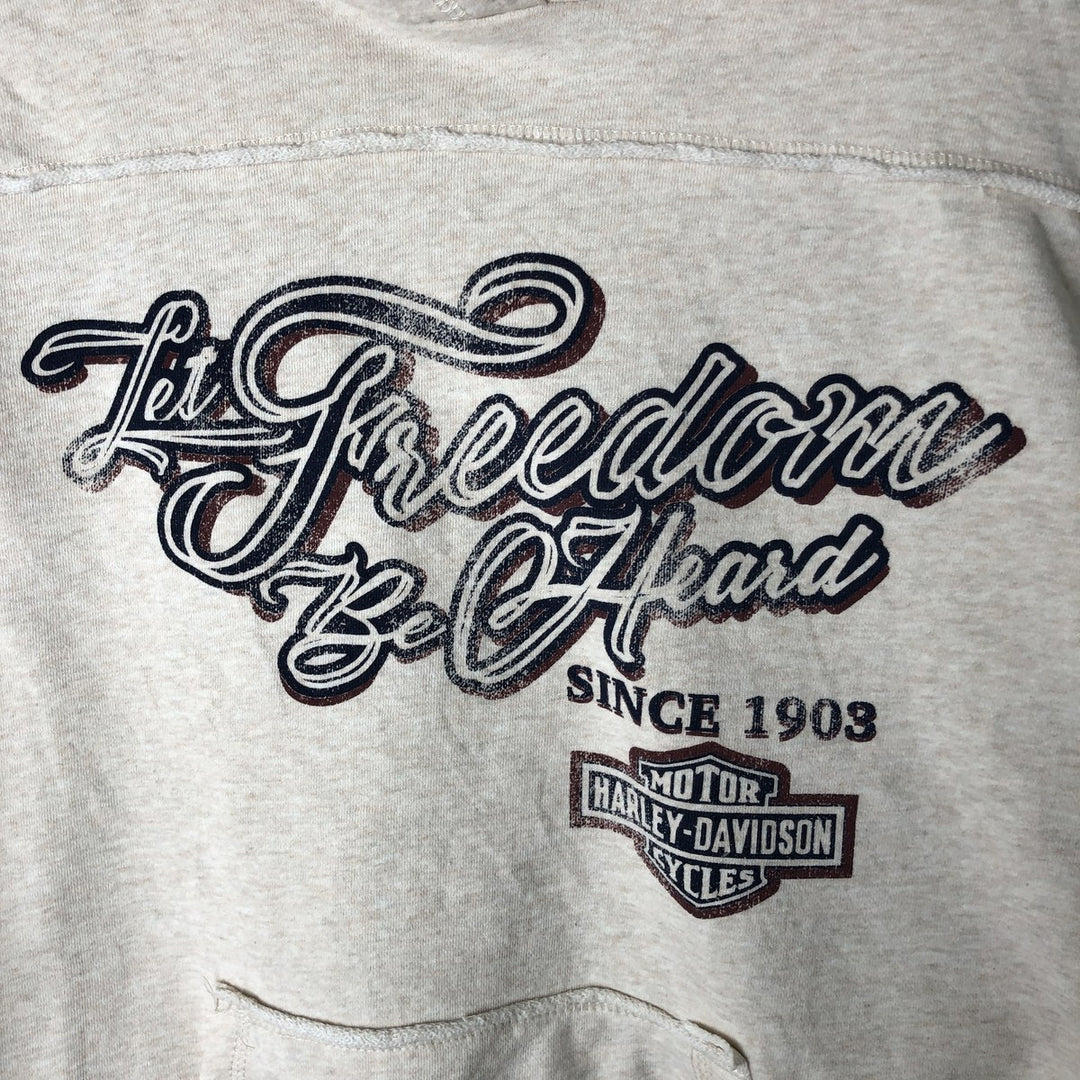 Let Freedom
Be Heard
SINCE 1903
MOTOR
HARLEY-DAVIDSON
CYCLES